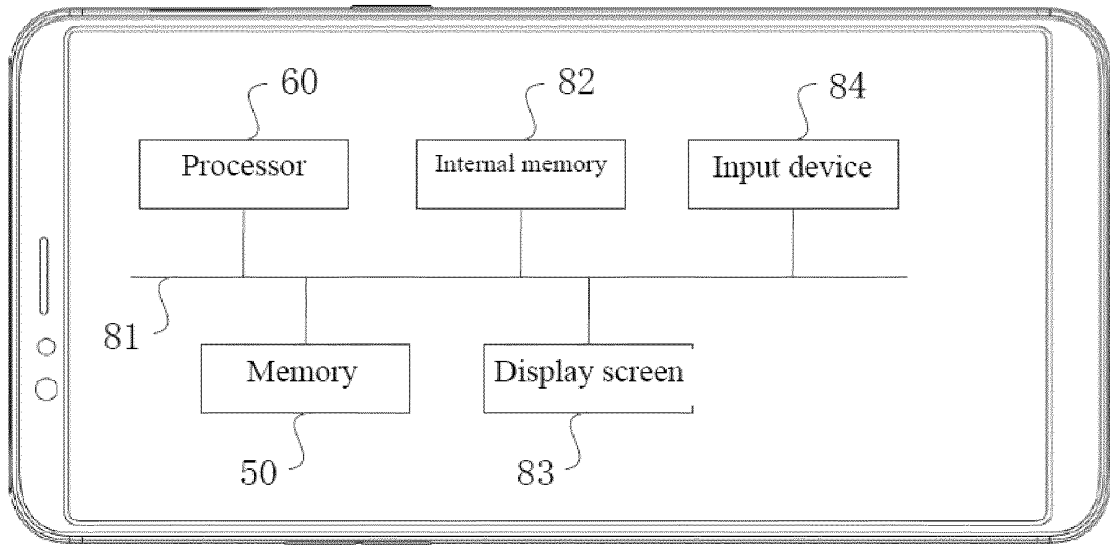 60
82
84
Processor
Internal memory
Input device
81
Memory
Display screen
50
83